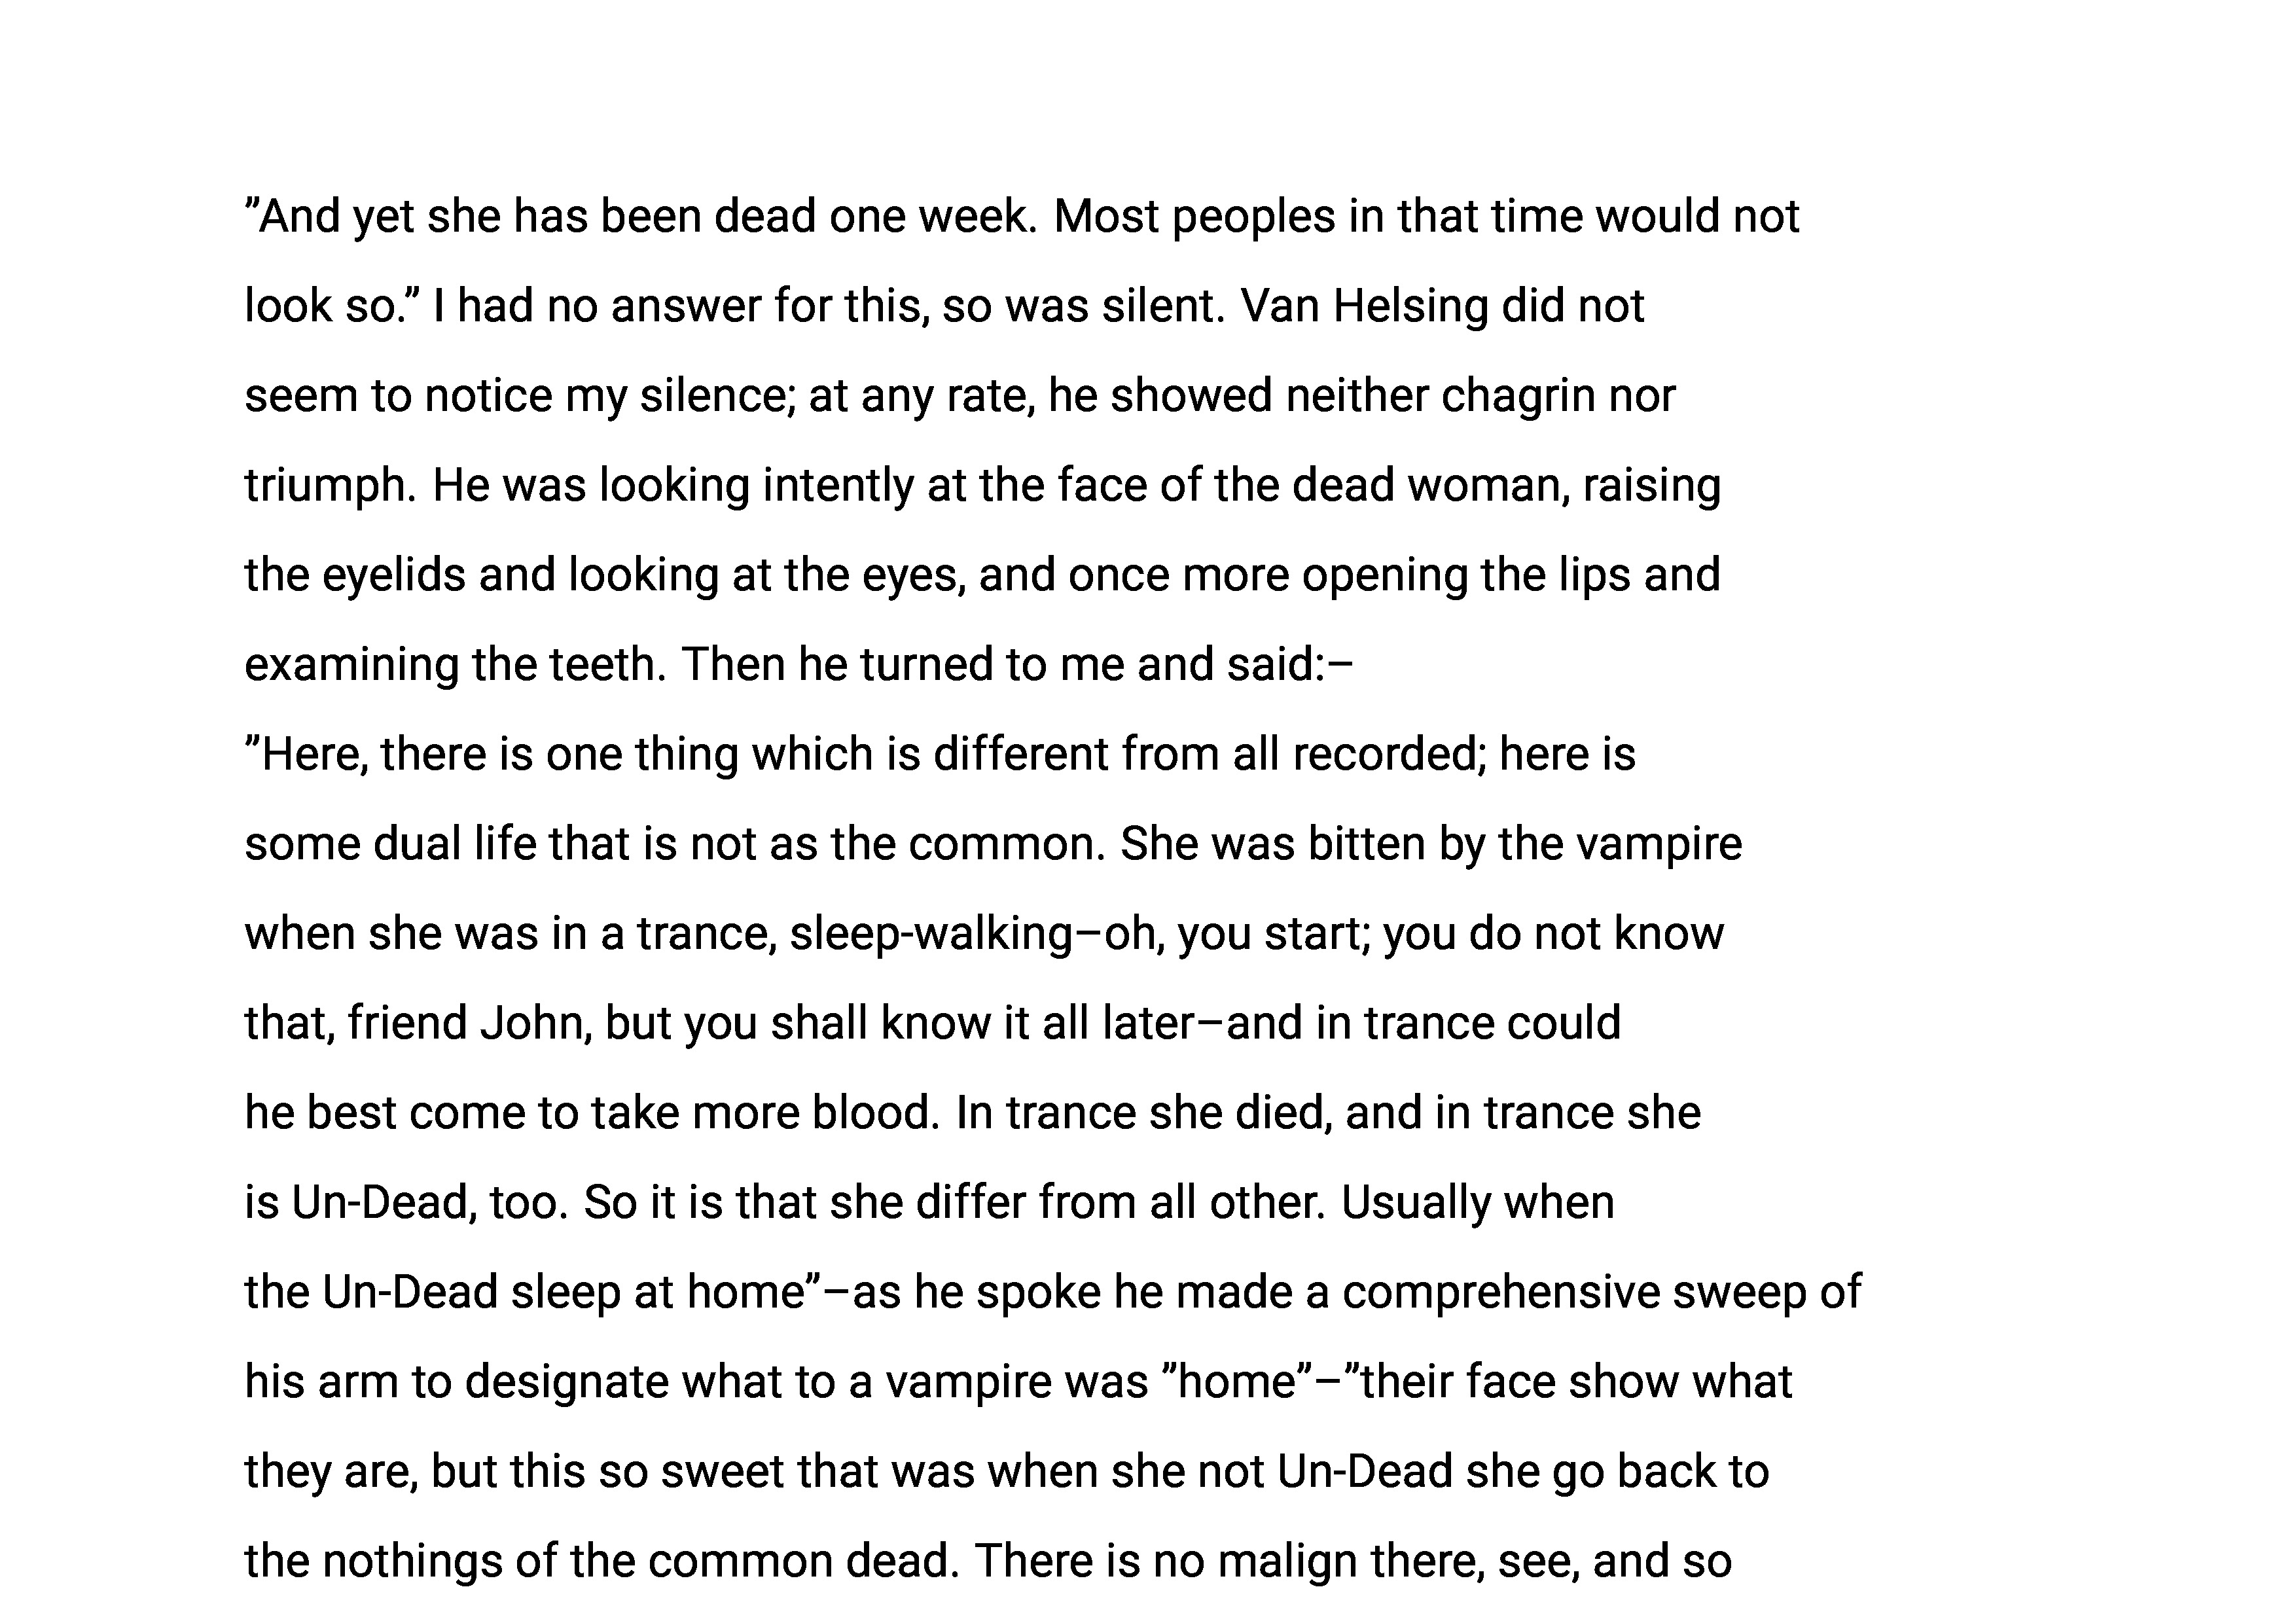 ”And yet she has been dead one week. Most peoples in that time would not
look so.” I had no answer for this, so was silent. Van Helsing did not
seem to notice my silence; at any rate, he showed neither chagrin nor
triumph. He was looking intently at the face of the dead woman, raising
the eyelids and looking at the eyes, and once more opening the lips and
examining the teeth. Then he turned to me and said:–
”Here, there is one thing which is different from all recorded; here is
some dual life that is not as the common. She was bitten by the vampire
when she was in a trance, sleep-walking–oh, you start; you do not know
that, friend John, but you shall know it all later–and in trance could
he best come to take more blood. In trance she died, and in trance she
is Un-Dead, too. So it is that she differ from all other. Usually when
the Un-Dead sleep at home”–as he spoke he made a comprehensive sweep of
his arm to designate what to a vampire was ”home”–”their face show what
they are, but this so sweet that was when she not Un-Dead she go back to
the nothings of the common dead. There is no malign there, see, and so